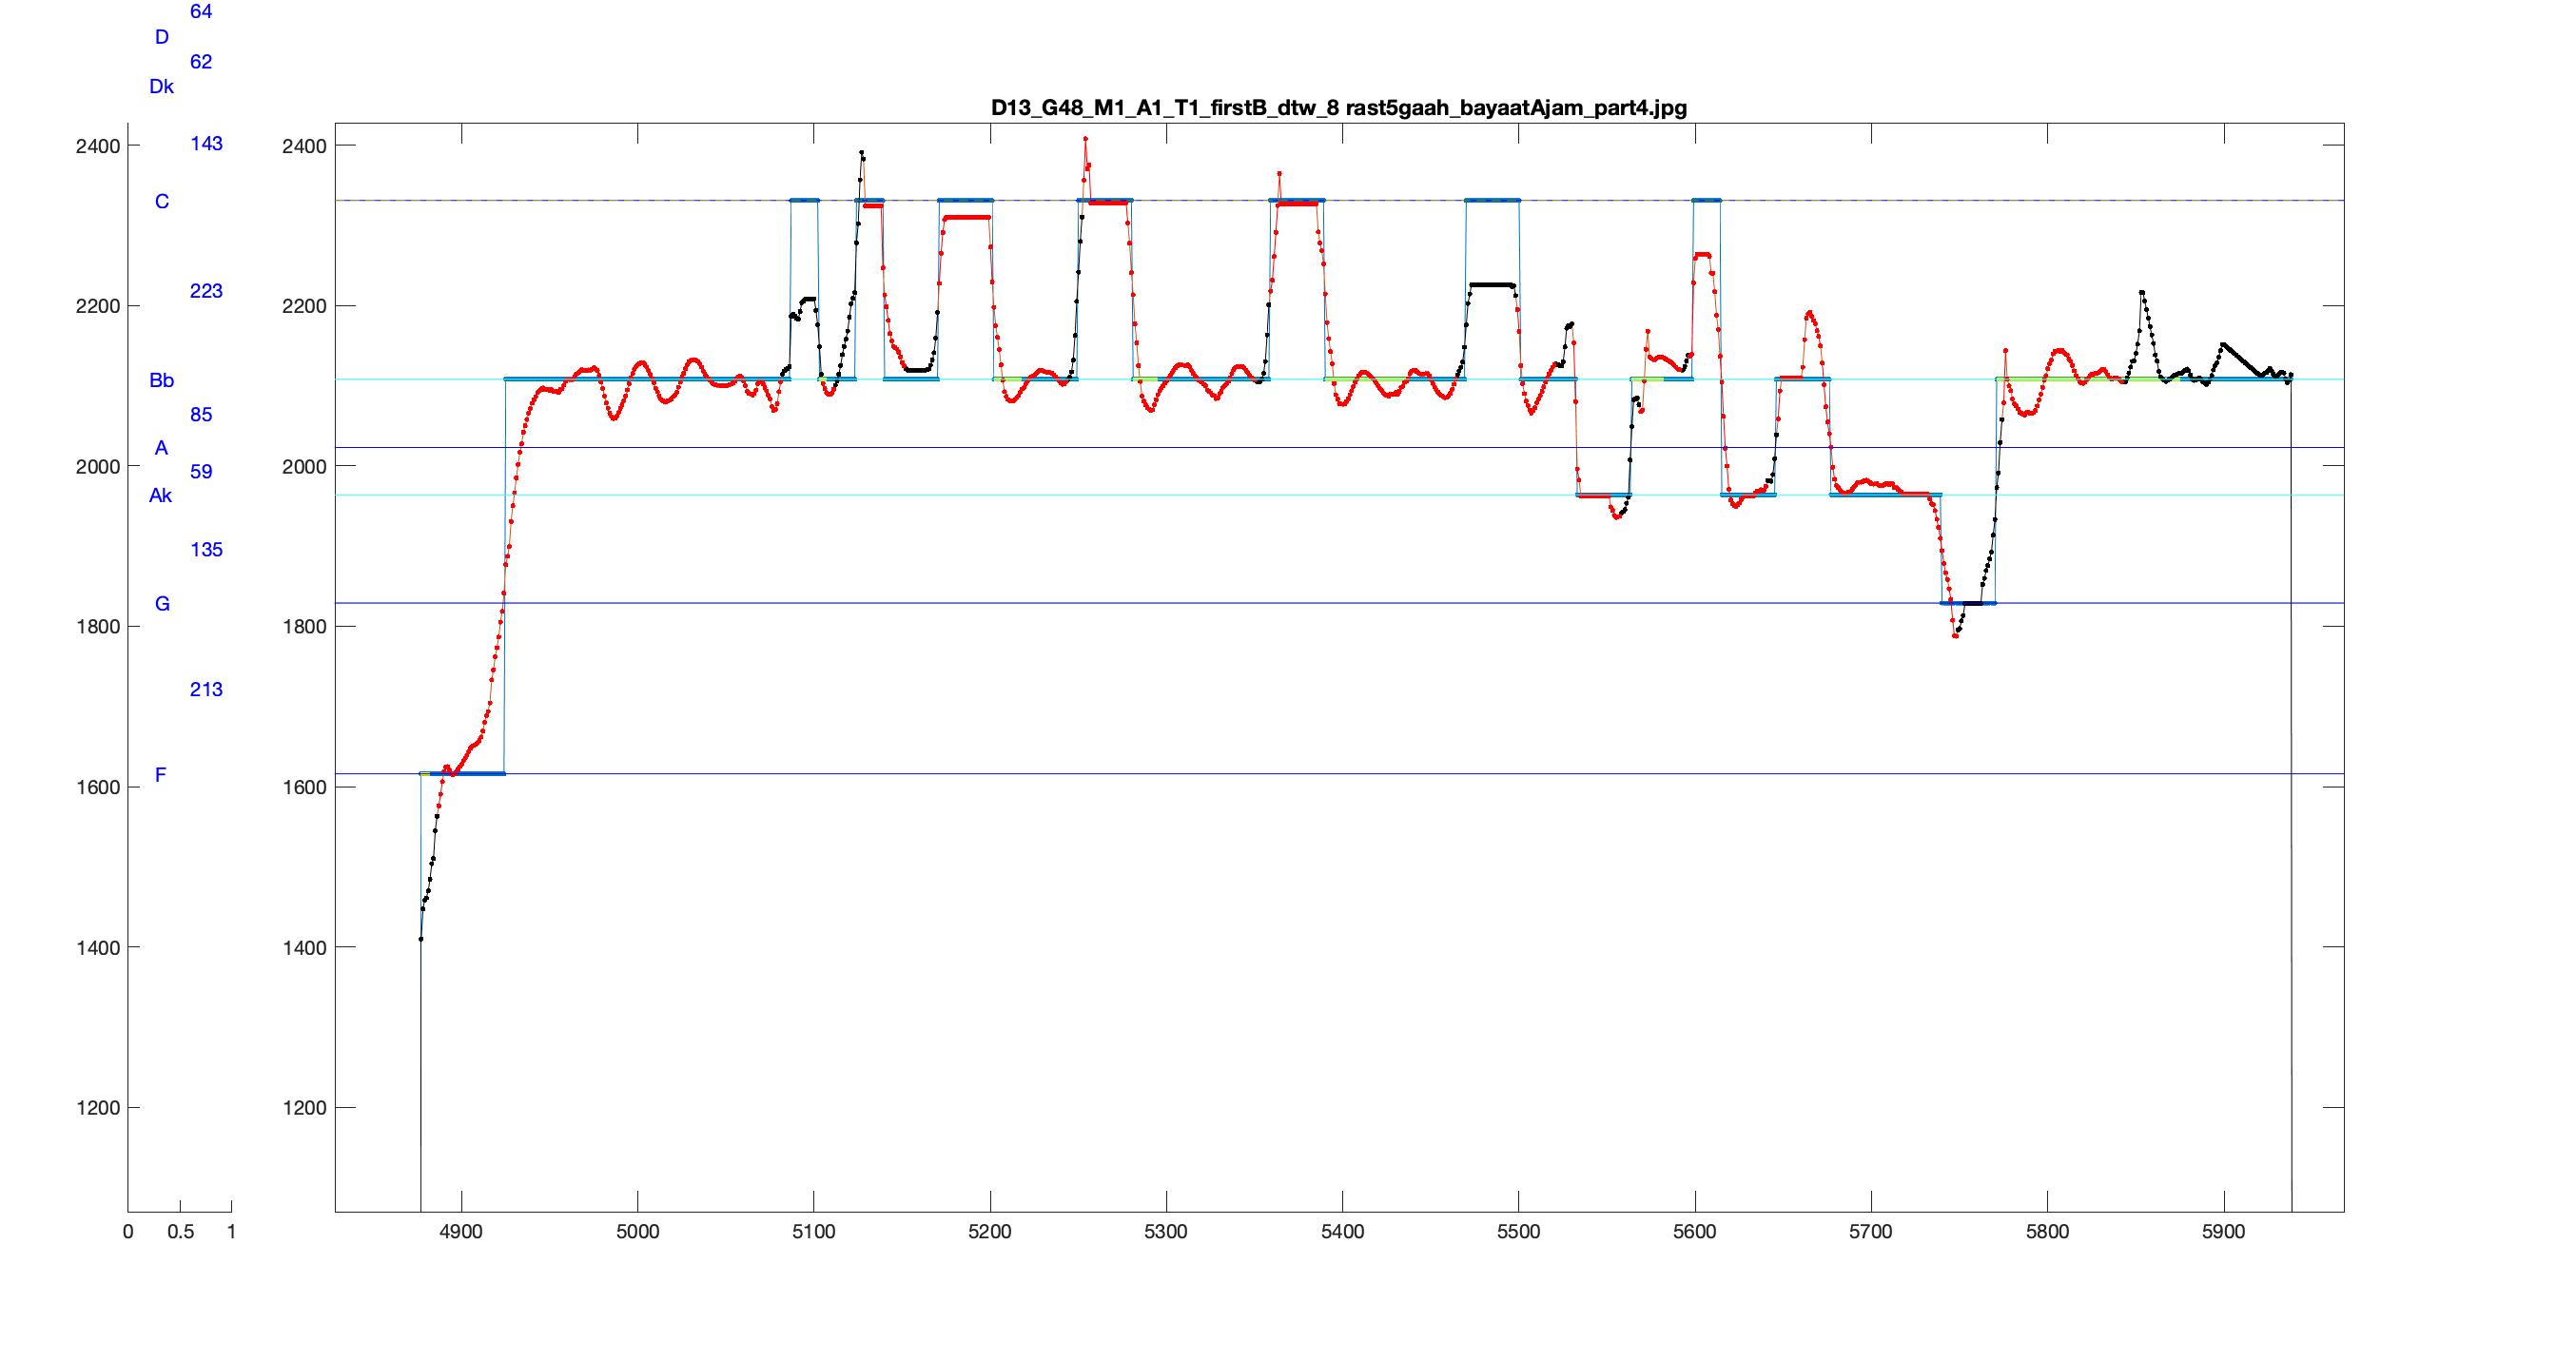 64
D
62
Dk
D13_G48_M1_A1_T1_firstB_dtw_8 rast5gaah_bayaatAjam_part4.jpg
2400 143 2400
C
2200 223 2200
Bb
85
A
2000 59 2000
Ak
135
G
1800 1800
213
F
1600 1600
1400 1400
1200 1200
0 0.5 1 4900 5000 5100 5200 5300 5400 5500 5600 5700 5800 5900